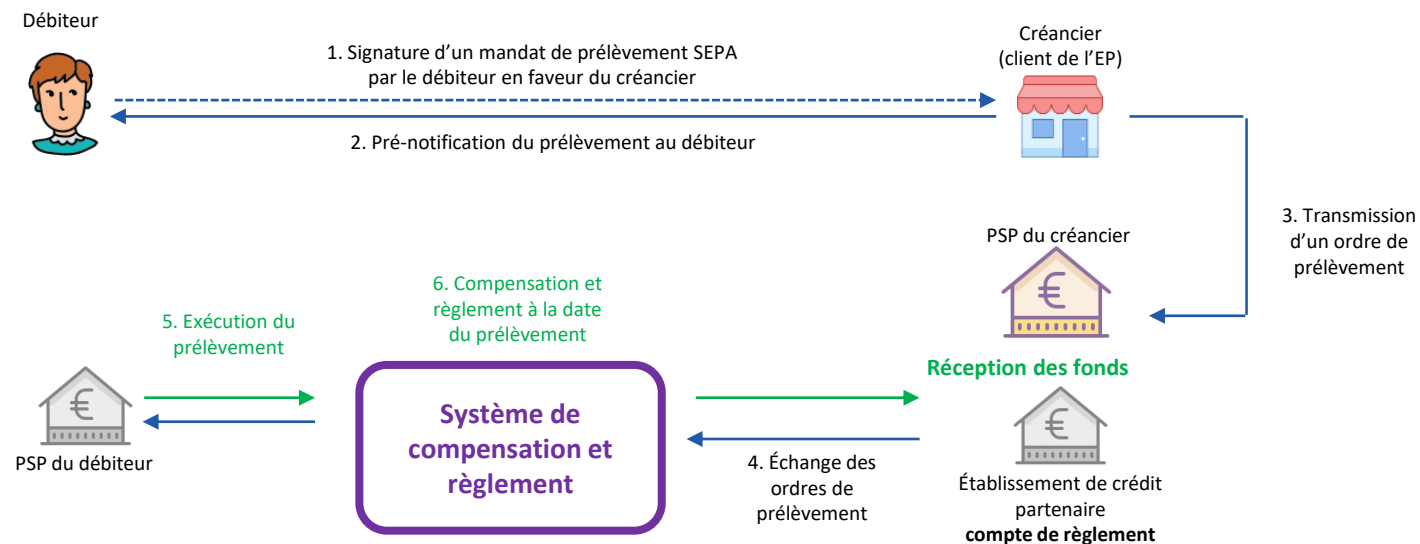 Débiteur
1. Signature d’un mandat de prélèvement SEPA
par le débiteur en faveur du créancier
Créancier
(client de l’EP)
2. Pré-notification du prélèvement au débiteur
3. Transmission
d’un ordre de
prélèvement
PSP du créancier
€
6. Compensation et
règlement à la date
du prélèvement
5. Exécution du
prélèvement
Réception des fonds
€
PSP du débiteur
Système de
compensation et
règlement
4. Échange des
ordres de
prélèvement
€
Établissement de crédit
partenaire
compte de règlement